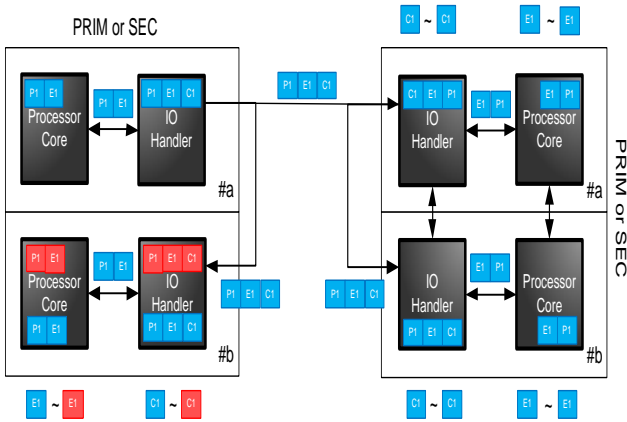 C1 ~ C1
E1 ~ E1
PRIM or SEC
P1 E1 C1
P1 E1
Processor
Core
P1 E1
P1 E1 C1
IO
Handler
#a
C1 E1 P1
IO
Handler
E1 P1
E1 P1
Processor
Core
#a
PRIM or SEC
P1 E1
Processor
Core
P1 E1
P1 E1
P1 E1 C1
IO
Handler
P1 E1 C1
#b
P1 E1 C1
P1 E1 C1
IO
Handler
P1 E1 C1
E1 P1
Processor
Core
E1 P1
#b
E1 ~ E1
C1 ~ C1
C1 ~ C1
E1 ~ E1